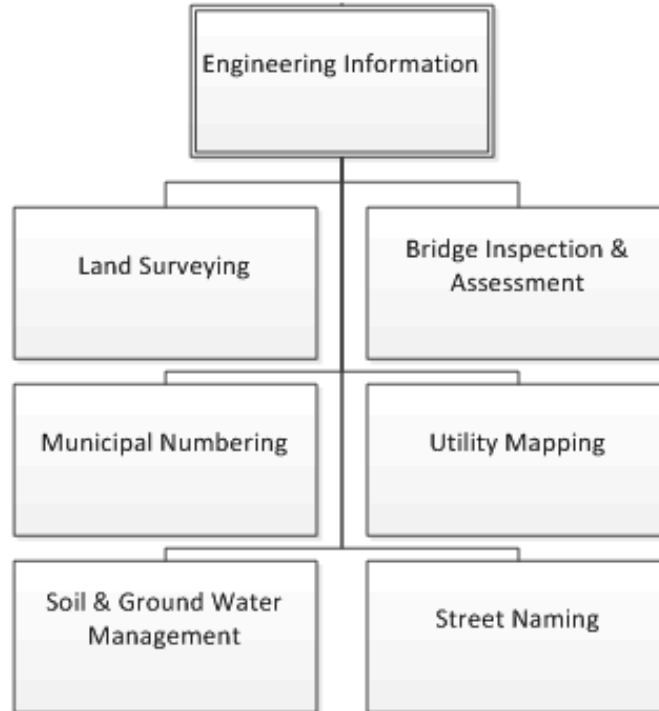 Engineering Information
Land Surveying
Bridge Inspection &
Assessment
Municipal Numbering
Utility Mapping
Soil & Ground Water
Management
Street Naming